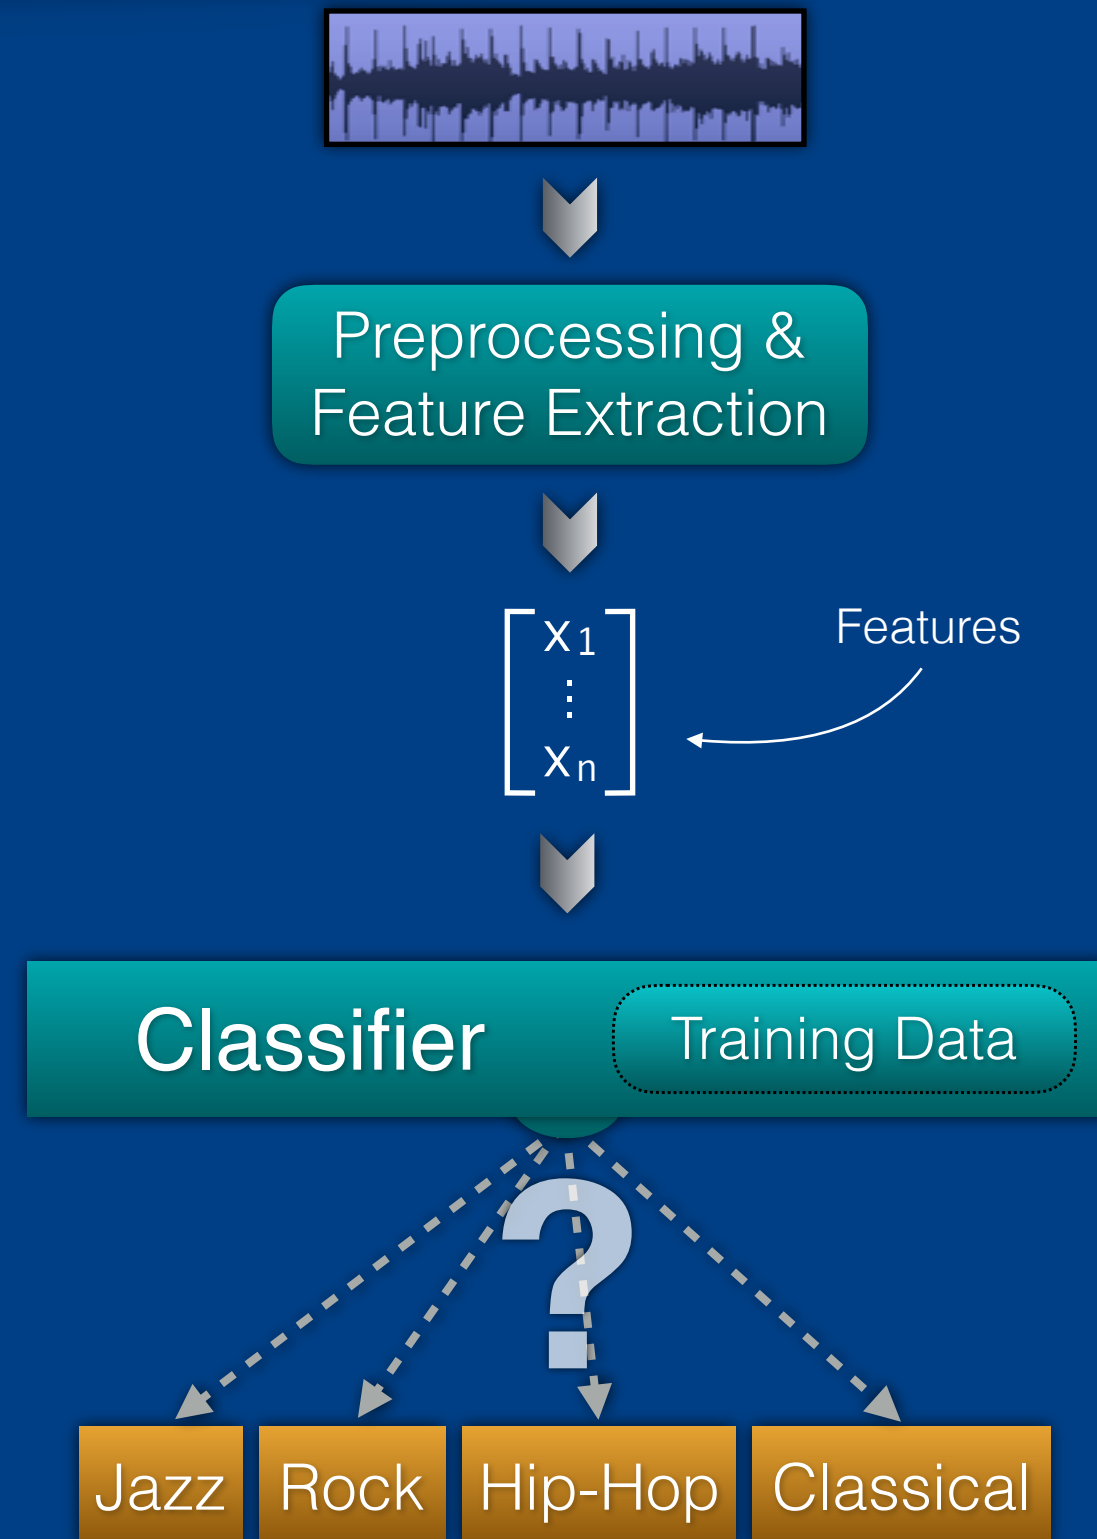 Preprocessing &
Feature Extraction
x1
⋮
xn
Features
Classifier
Training Data
?
Jazz
Rock
Hip-Hop
Classical